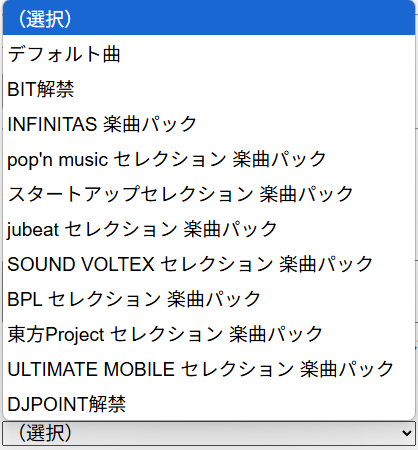 （選択）
デフォルト曲
BIT解禁
INFINITAS 楽曲パック
pop'n music セレクション 楽曲パック
スタートアップセレクション 楽曲パック
jubeat セレクション 楽曲パック
SOUND VOLTEX セレクション 楽曲パック
BPL セレクション 楽曲パック
東方Project セレクション 楽曲パック
ULTIMATE MOBILE セレクション 楽曲パック
DJPOINT解禁
（選択）